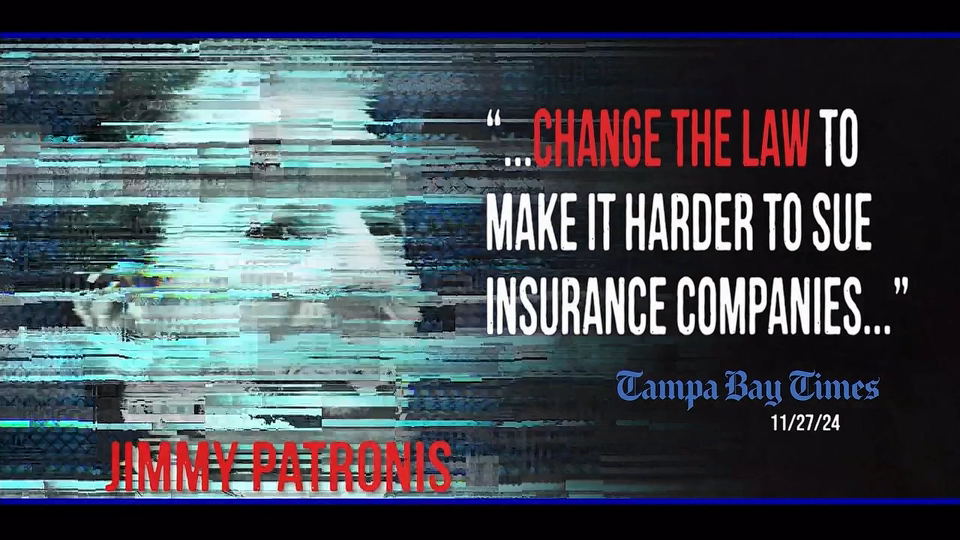 “...CHANGE THE LAW TO
MAKE IT HARDER TO SUE
INSURANCE COMPANIES...”
Tampa Bay Times
11/27/24
JIMMY PATRONIS